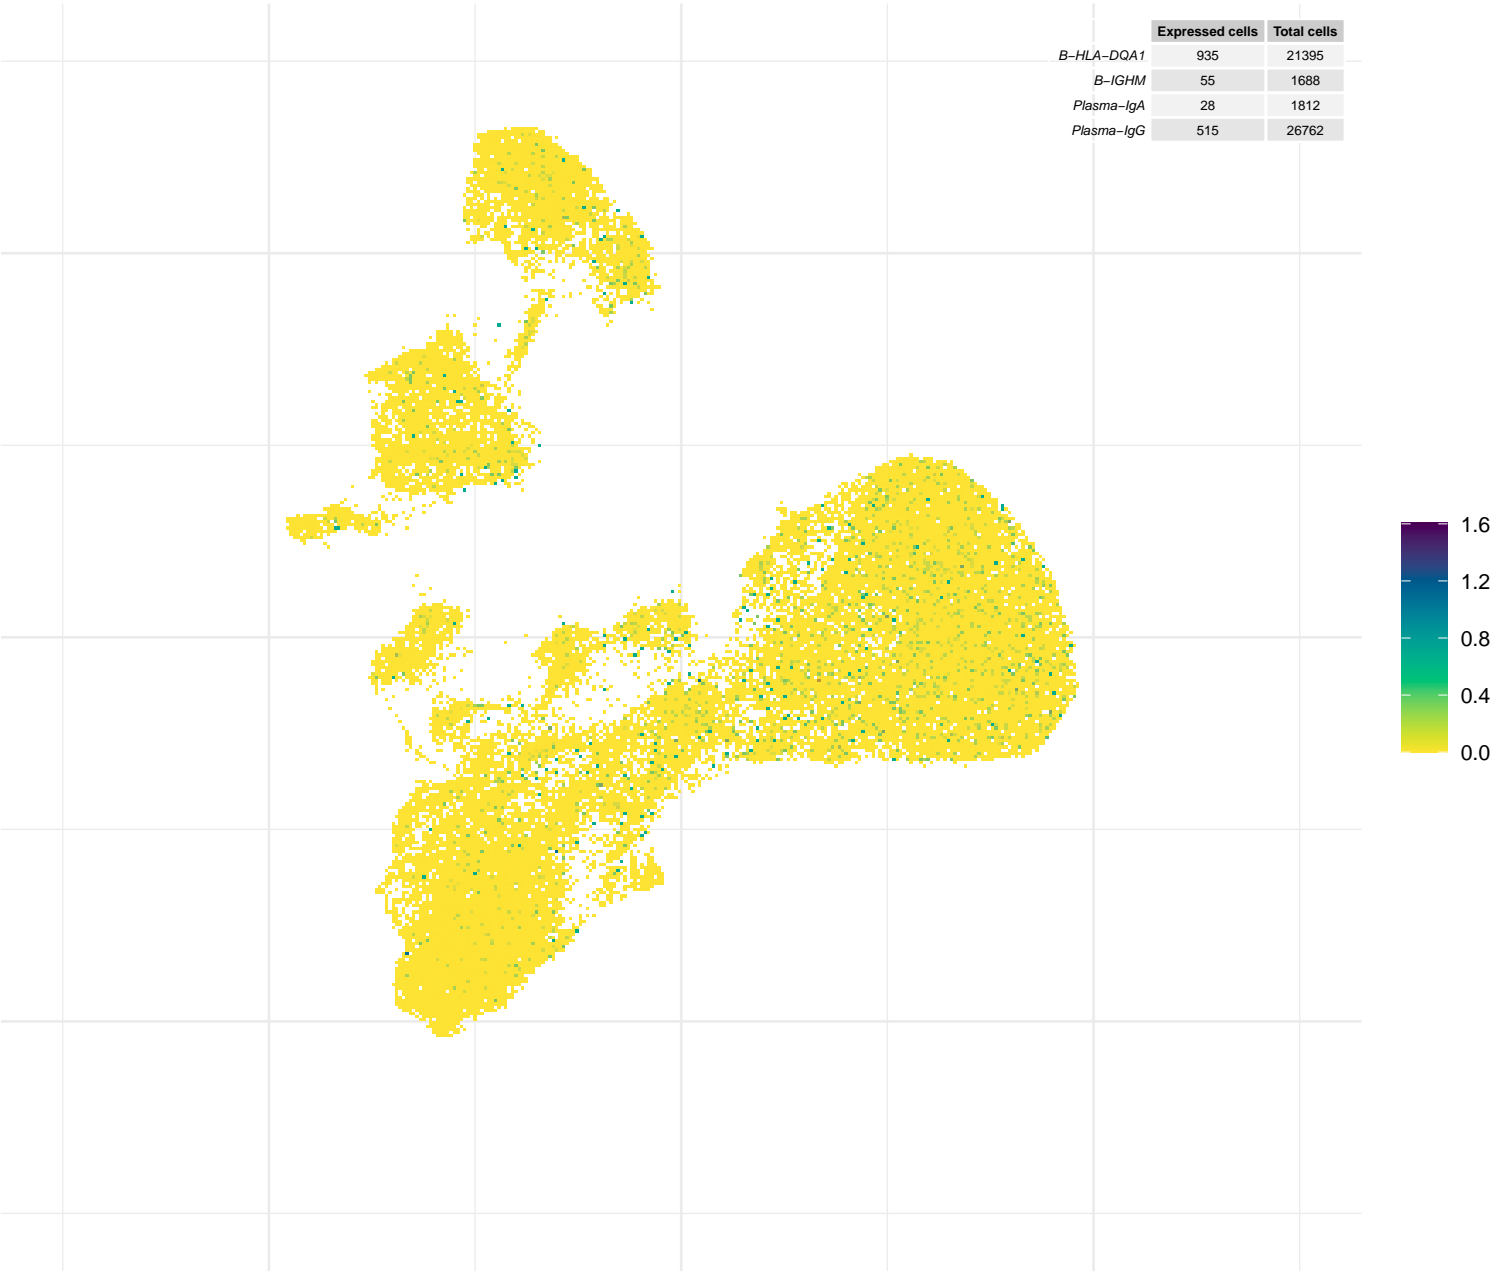 Expressed cells Total cells
B−HLA−DQA1 935 21395
B−IGHM 55 1688
Plasma−IgA 28 1812
Plasma−IgG 515 26762
1.6
1.2
0.8
0.4
0.0